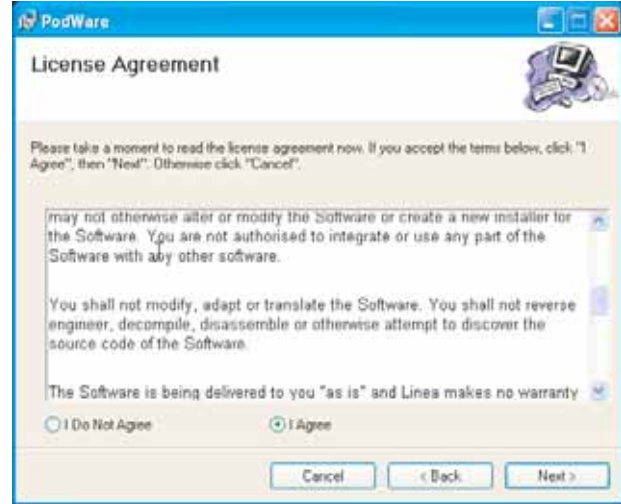 PodWare
License Agreement
Please take a moment to read the license agreement now. If you accept the terms below, click "I
Agree", then "Next". Otherwise click "Cancel".
may not otherwise alter or modify the Software or create a new installer for
the Software. You are not authorised to integrate or use any part of the
Software with any other software.
You shall not modify, adapt or translate the Software. You shall not reverse
engineer, decompile, disassemble or otherwise attempt to discover the
source code of the Software.
The Software is being delivered to you "as is" and Linea makes no warranty
I Do Not Agree
I Agree
Cancel
< Back
Next >